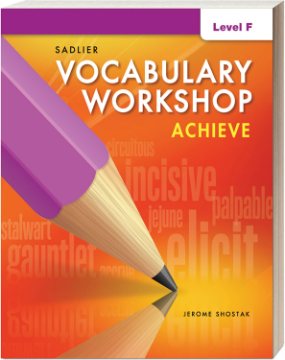 Level F
SADLIER
VOCABULARY
WORKSHOP
ACHIEVE
circuitous
incisive
palpable
stalwart
jejune
gauntlet
elicit
JEROME SHOSTAK